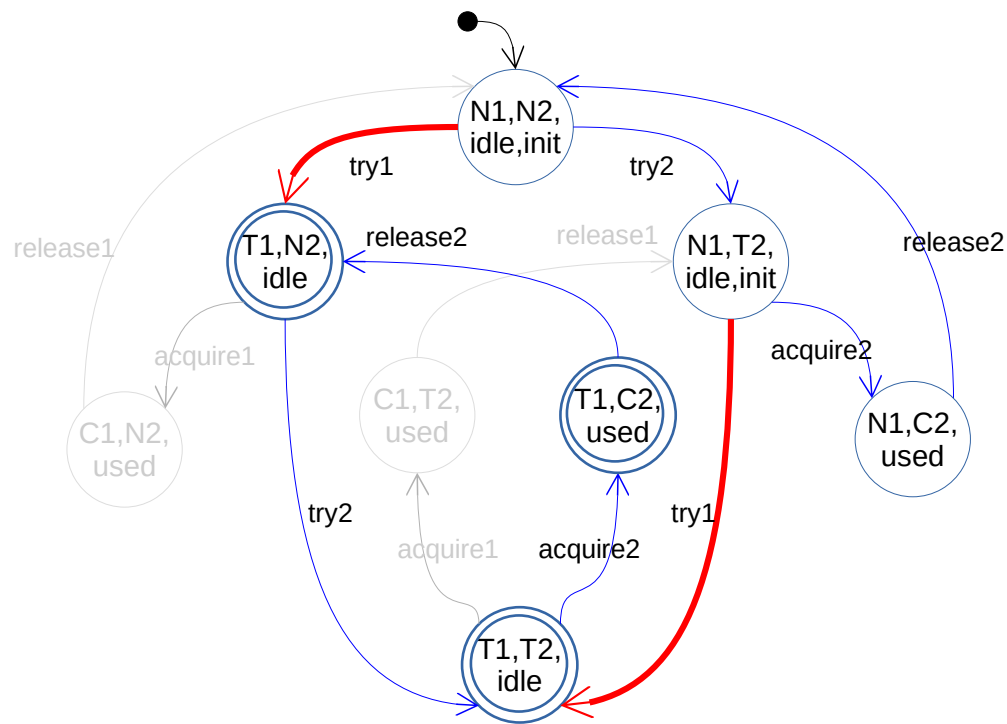 N1,N2,
idle,init
try1
try2
release1
T1,N2,
idle
release2
release1
N1,T2,
idle,init
release2
acquire1
acquire2
C1,N2,
used
C1,T2,
used
T1,C2,
used
N1,C2,
used
try2
try1
acquire1
acquire2
T1,T2,
idle